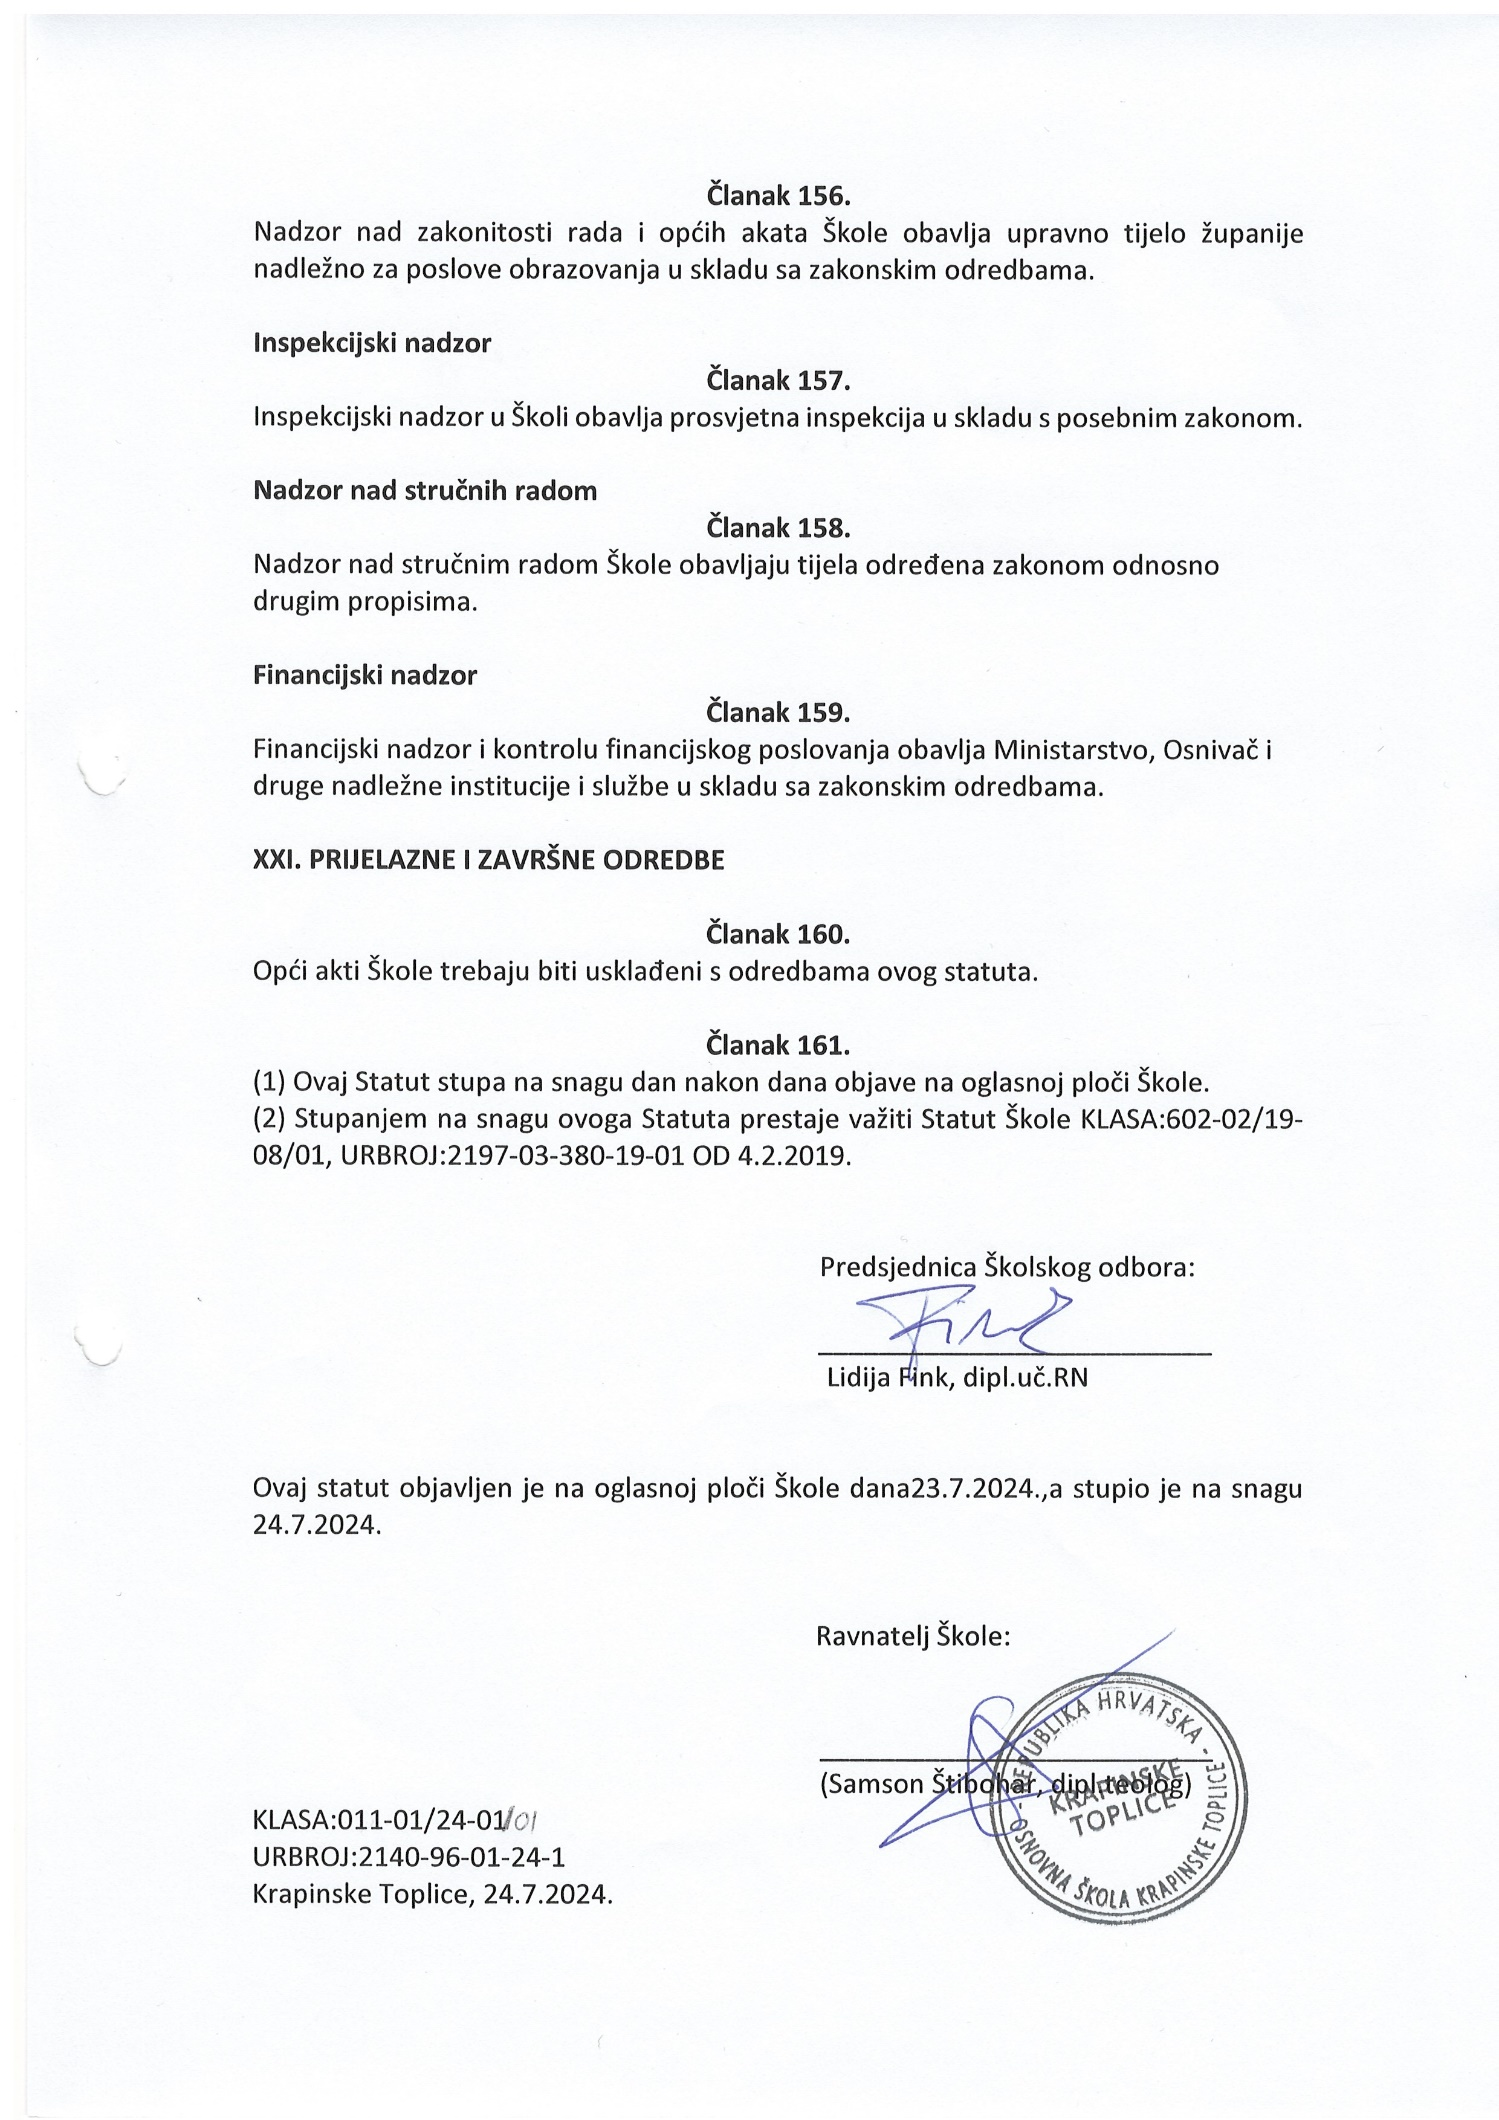 Članak 156.
Nadzor nad zakonitosti rada i općih akata Škole obavlja upravno tijelo županije
nadležno za poslove obrazovanja u skladu sa zakonskim odredbama.
Inspekcijski nadzor
Članak 157.
Inspekcijski nadzor u Školi obavlja prosvjetna inspekcija u skladu s posebnim zakonom.
Nadzor nad stručnih radom
Članak 158.
Nadzor nad stručnim radom Škole obavljaju tijela određena zakonom odnosno
drugim propisima.
Financijski nadzor
Članak 159.
Financijski nadzor i kontrolu financijskog poslovanja obavlja Ministarstvo, Osnivač i
druge nadležne institucije i službe u skladu sa zakonskim odredbama.
XXI. PRIJELAZNE I ZAVRŠNE ODREDBE
Članak 160.
Opći akti Škole trebaju biti usklađeni s odredbama ovog statuta.
Članak 161.
(1) Ovaj Statut stupa na snagu dan nakon dana objave na oglasnoj ploči Škole.
(2) Stupanjem na snagu ovoga Statuta prestaje važiti Statut Škole KLASA:602-02/19-
08/01, URBROJ:2197-03-380-19-01 OD 4.2.2019.
Predsjednica Školskog odbora:
Fink
Lidija Fink, dipl.uč.RN
Ovaj statut objavljen je na oglasnoj ploči Škole dana23.7.2024.,a stupio je na snagu
24.7.2024.
Ravnatelj Škole:
(Samson Štibohar, dipl.teolog)
REPUBLIKA HRVATSKA -
OSNOVNA ŠKOLA KRAPINSKE TOPLICE -
KRAPINSKE
TOPLICE
KLASA:011-01/24-01/01
URBROJ:2140-96-01-24-1
Krapinske Toplice, 24.7.2024.